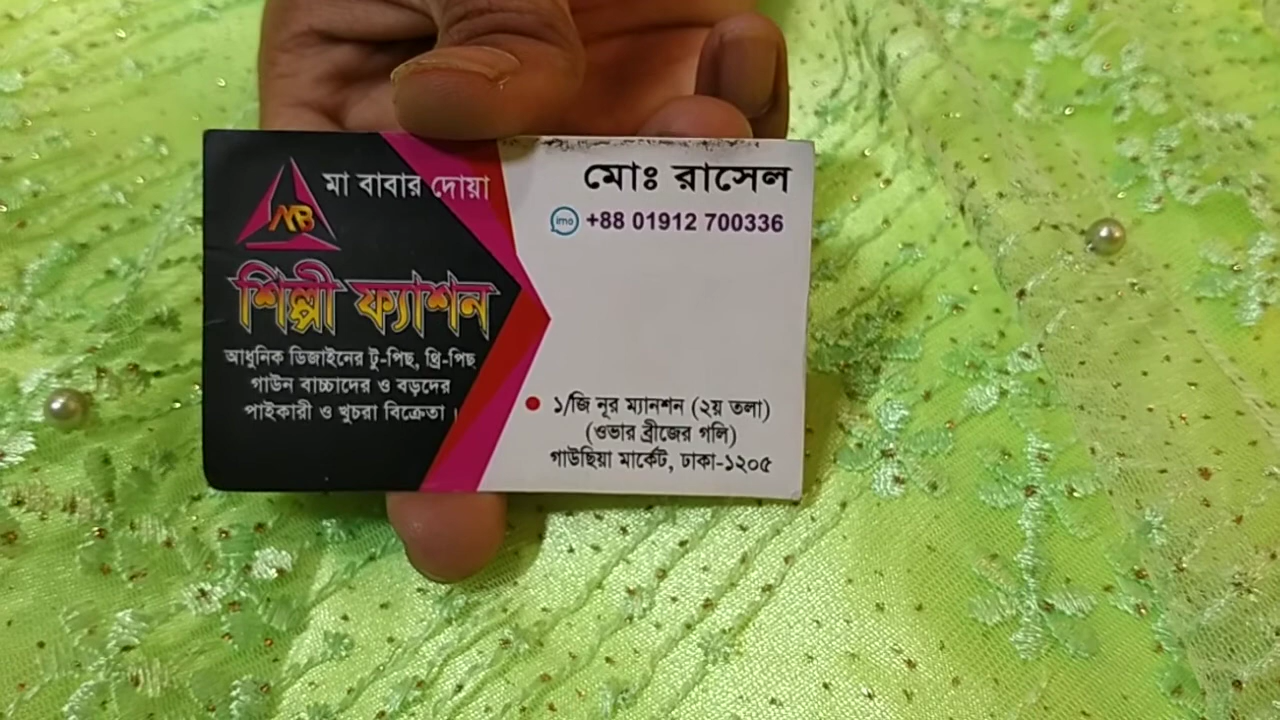 মা বাবার দোয়া
NB
শিল্পী ফ্যাশন
আধুনিক ডিজাইনের টু-পিছ, থ্রি-পিছ
গাউন বাচ্চাদের ও বড়দের
পাইকারী ও খুচরা বিক্রেতা।
মোঃ রাসেল
imo +88 01912 700336
১/জি নূর ম্যানশন (২য় তলা)
(ওভার ব্রীজের গলি)
গাউছিয়া মার্কেট, ঢাকা-১২০৫